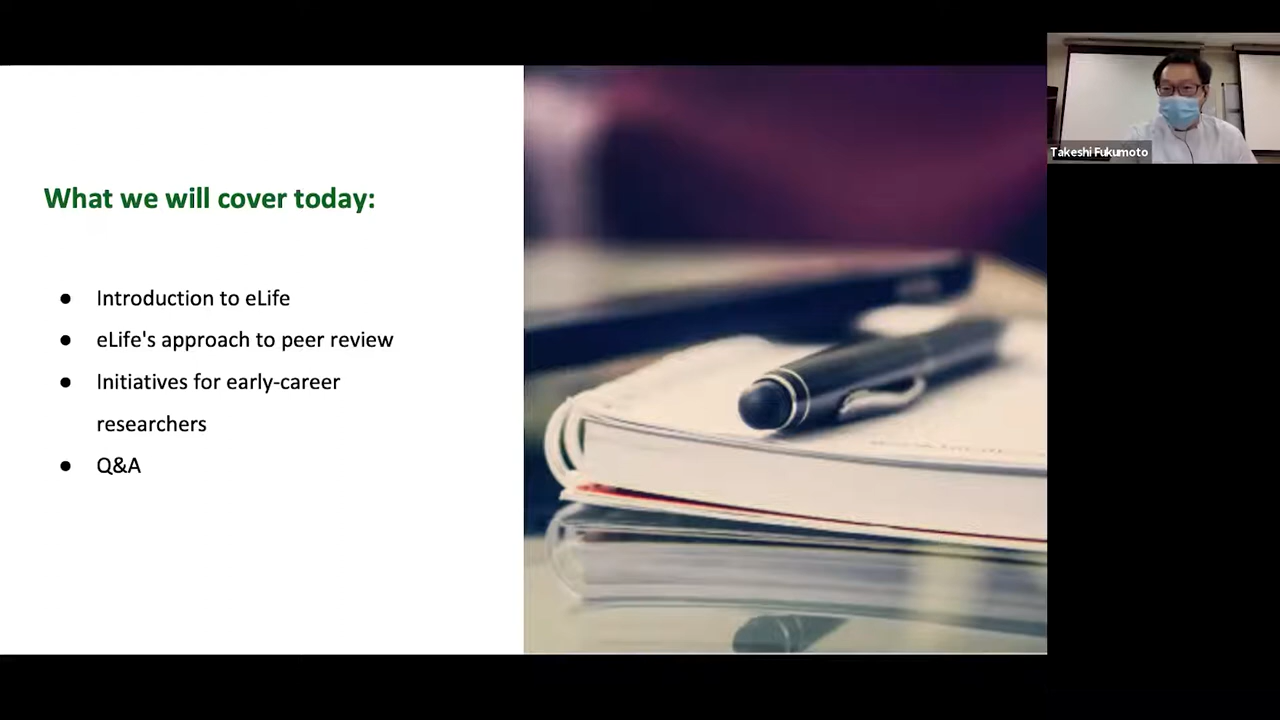 What we will cover today:
● Introduction to eLife
● eLife's approach to peer review
● Initiatives for early-career
researchers
● Q&A
Takeshi Fukumoto